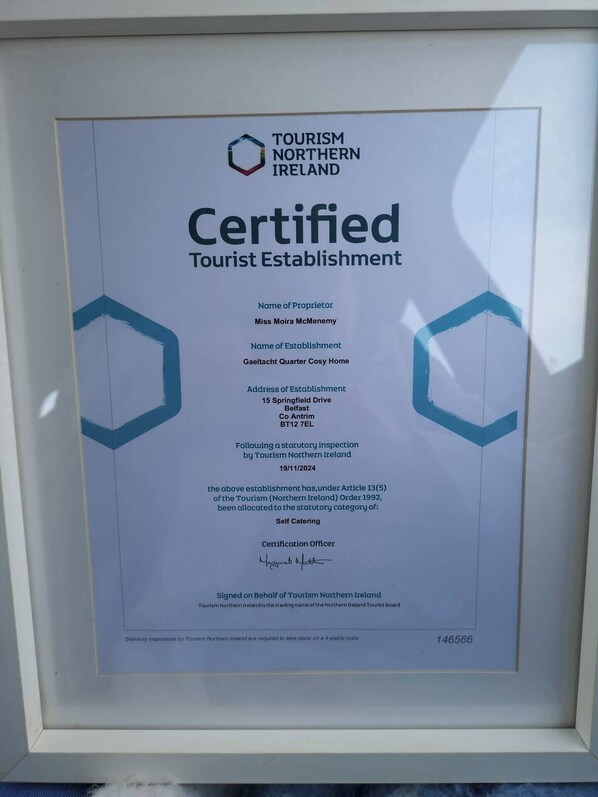 TOURISM
NORTHERN
IRELAND
Certified
Tourist Establishment
Name of Proprietor
Miss Moira McMenemy
Name of Establishment
Gaeltacht Quarter Cosy Home
Address of Establishment
15 Springfield Drive
Belfast
Co Antrim
BT12 7EL
Following a statutory inspection
by Tourism Northern Ireland
19/11/2024
the above establishment has,under Article 13(5)
of the Tourism (Northern Ireland) Order 1992,
been allocated to the statutory category of:
Self Catering
Certification Officer
Signed on Behalf of Tourism Northern Ireland
Tourism Northern Ireland is the trading name of the Northern Ireland Tourist Board
Statutory inspections by Tourism Northern Ireland are required to take place on a 4 yearly cycle
146566